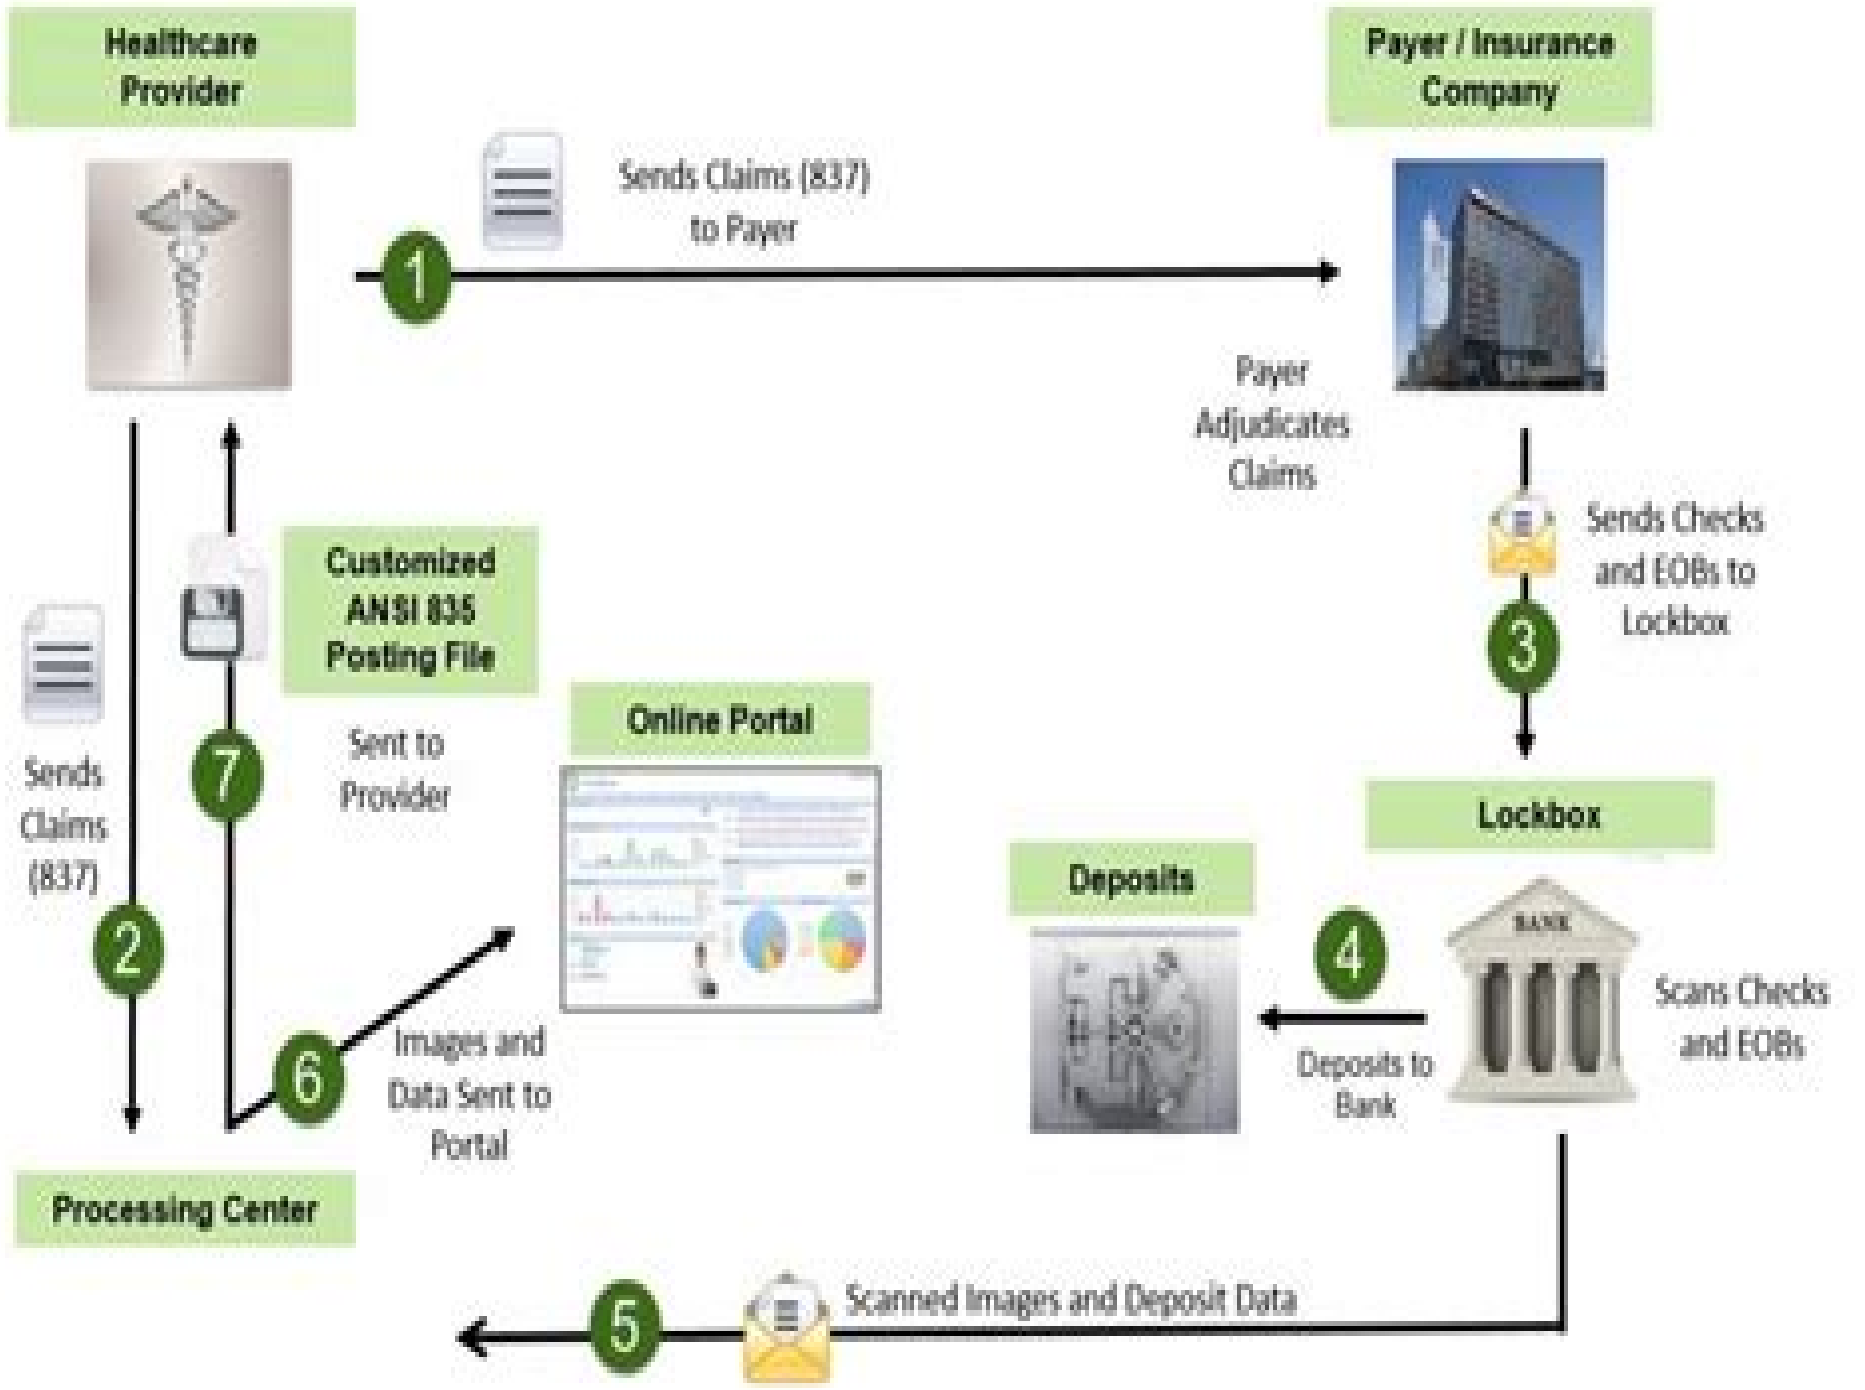 Healthcare
Provider
Payer / Insurance
Company
Sends Claims (837)
to Payer
1
Payer
Adjudicates
Claims
Sends Checks
and EOBs to
Lockbox
3
Customized
ANSI 835
Posting File
Sent to
Provider
7
Sends
Claims
(837)
2
Online Portal
Lockbox
Deposits
BANK
4
Deposits to
Bank
Scans Checks
and EOBs
6
Images and
Data Sent to
Portal
Processing Center
5
Scanned Images and Deposit Data